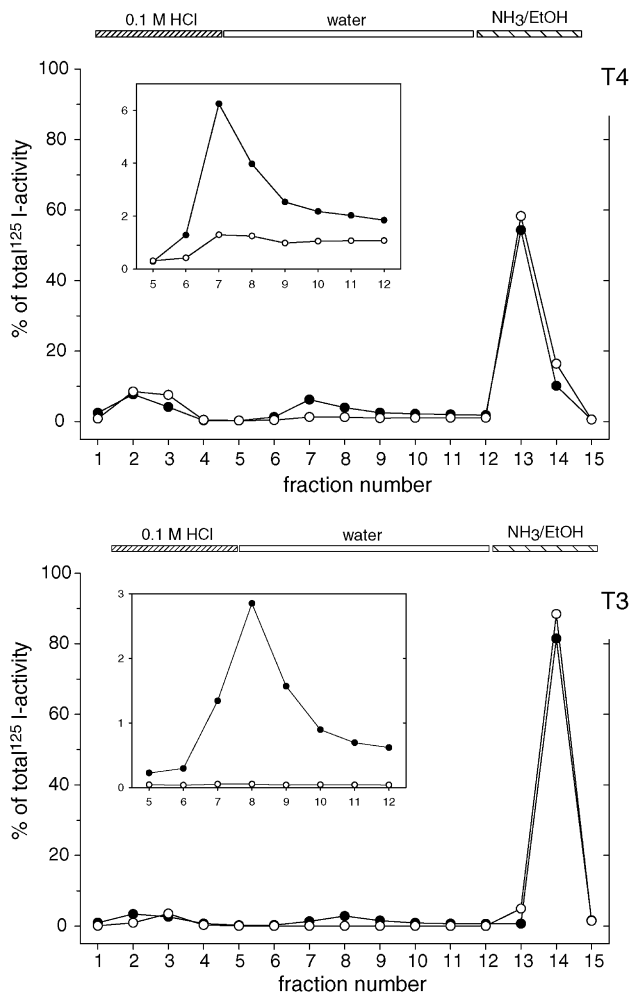 0.1 M HCl water NH3/EtOH
T4
100
80
60
40
20
0
% of total 125 I-activity
6
4
2
0
5 6 7 8 9 10 11 12
1 2 3 4 5 6 7 8 9 10 11 12 13 14 15
fraction number
0.1 M HCl water NH3/EtOH
T3
100
80
60
40
20
0
% of total 125 I-activity
3
2
1
0
5 6 7 8 9 10 11 12
1 2 3 4 5 6 7 8 9 10 11 12 13 14 15
fraction number